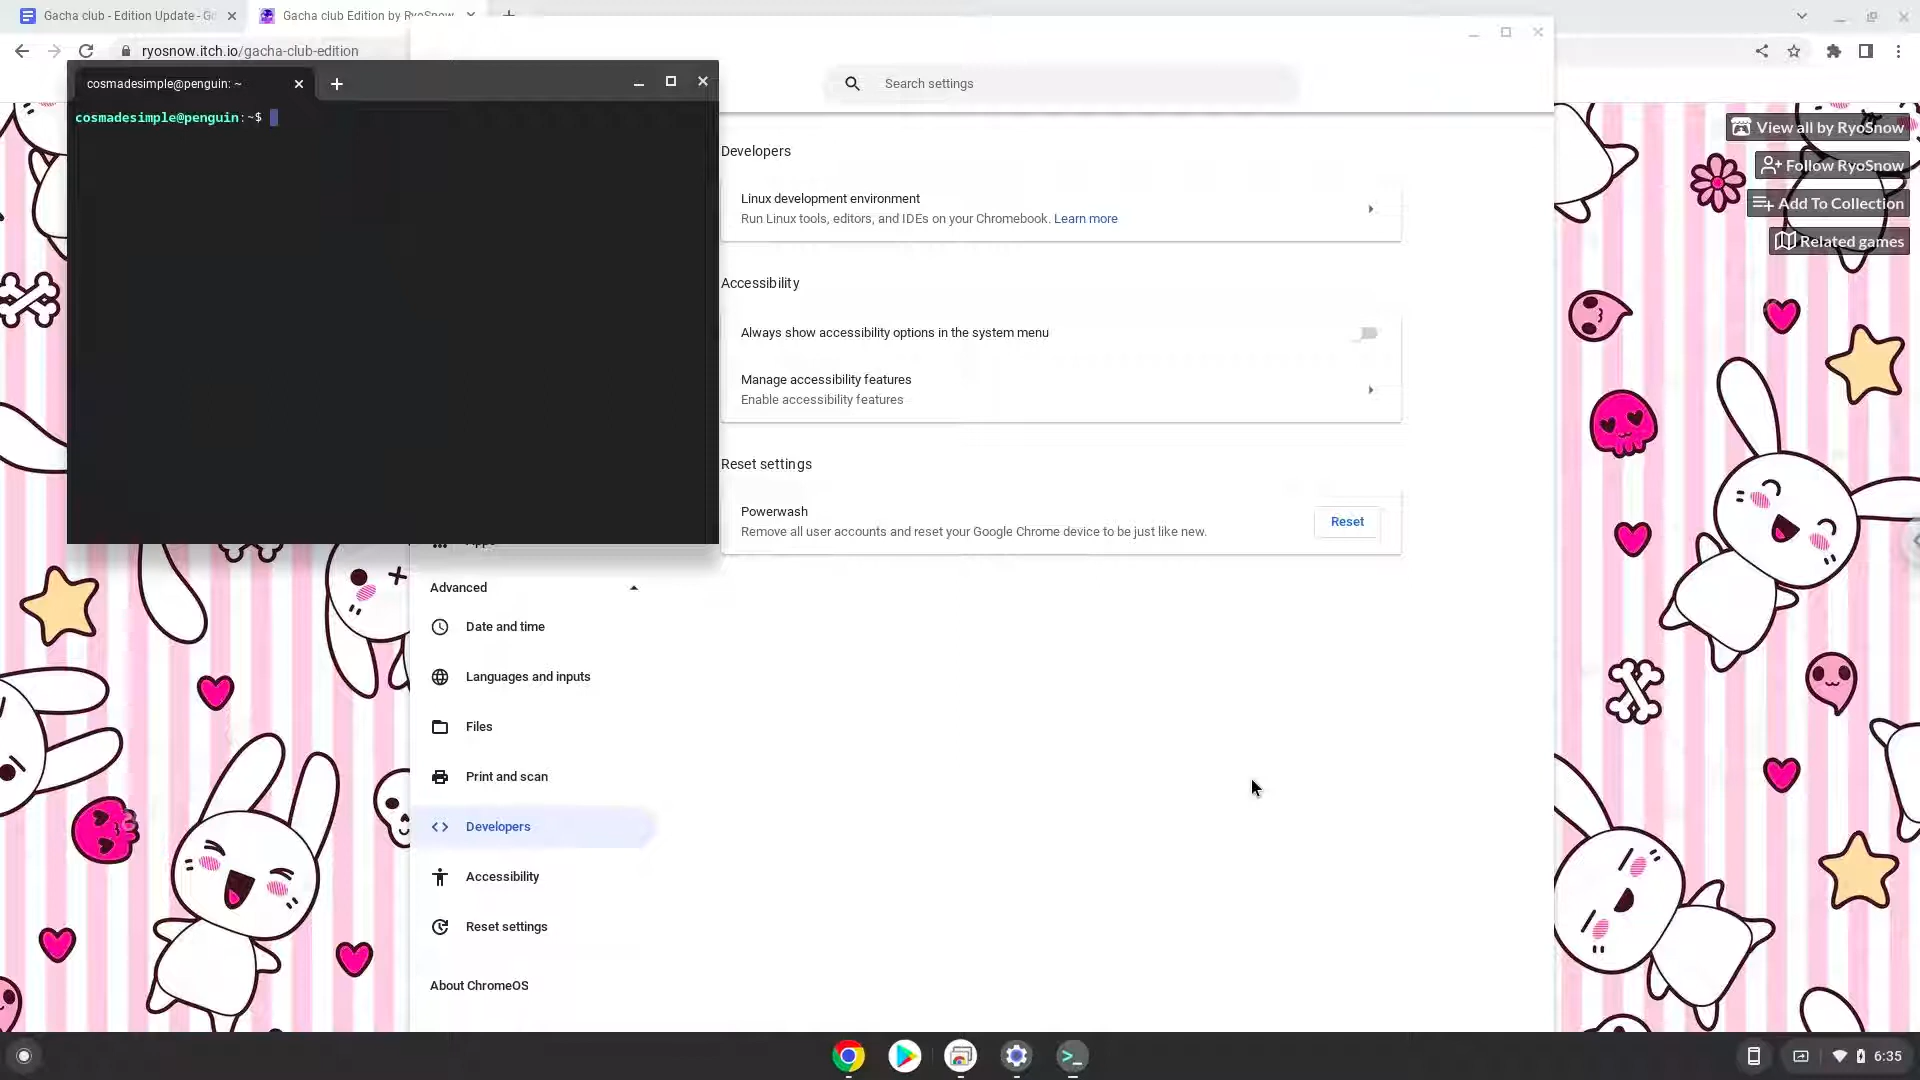 Gacha club - Edition Update - G
Gacha club Edition by RyoSnow
ryosnow.itch.io/gacha-club-edition
cosmadesimple@penguin: ~
cosmadesimple@penguin:~$
Search settings
Developers
Linux development environment
Run Linux tools, editors, and IDEs on your Chromebook. Learn more
Accessibility
Always show accessibility options in the system menu
Manage accessibility features
Enable accessibility features
Reset settings
Powerwash
Remove all user accounts and reset your Google Chrome device to be just like new.
Reset
Apps
Advanced
Date and time
Languages and inputs
Files
Print and scan
Developers
Accessibility
Reset settings
About ChromeOS
View all by RyoSnow
Follow RyoSnow
Add To Collection
Related games
6:35